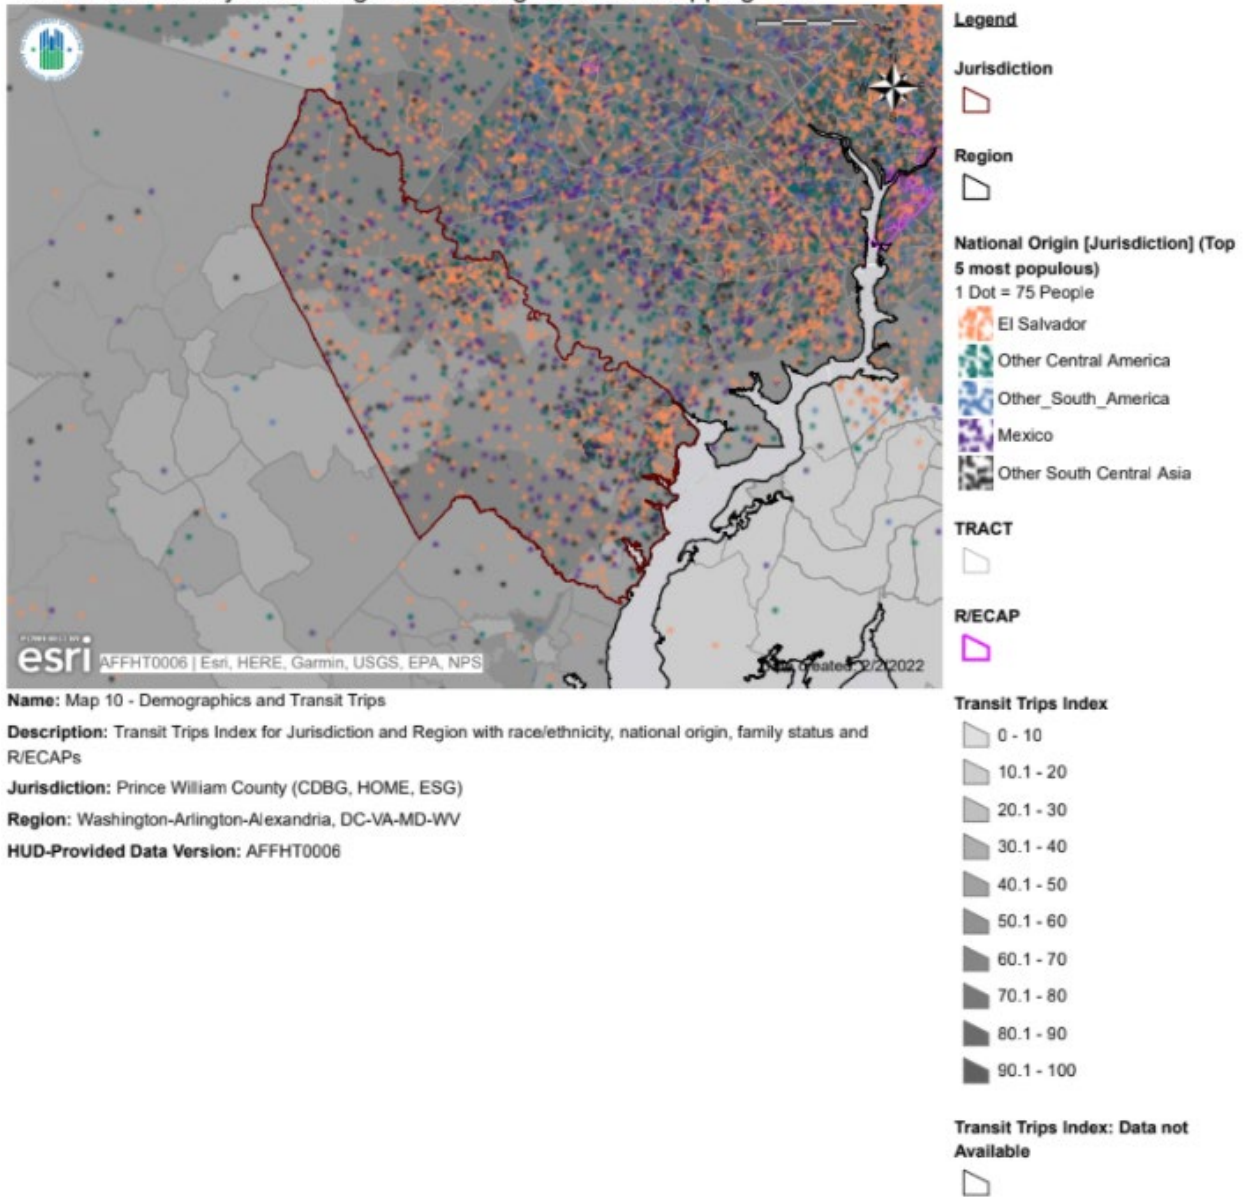 Legend
Jurisdiction
Region
National Origin [Jurisdiction] (Top
5 most populous)
1 Dot = 75 People
El Salvador
Other Central America
Other_South_America
Mexico
Other South Central Asia
TRACT
R/ECAP
Transit Trips Index
0 - 10
10.1 - 20
20.1 - 30
30.1 - 40
40.1 - 50
50.1 - 60
60.1 - 70
70.1 - 80
80.1 - 90
90.1 - 100
Transit Trips Index: Data not
Available
esri
AFFHT0006 | Esri, HERE, Garmin, USGS, EPA, NPS
created: 2/2/2022
Name: Map 10 - Demographics and Transit Trips
Description: Transit Trips Index for Jurisdiction and Region with race/ethnicity, national origin, family status and
R/ECAPs
Jurisdiction: Prince William County (CDBG, HOME, ESG)
Region: Washington-Arlington-Alexandria, DC-VA-MD-WV
HUD-Provided Data Version: AFFHT0006